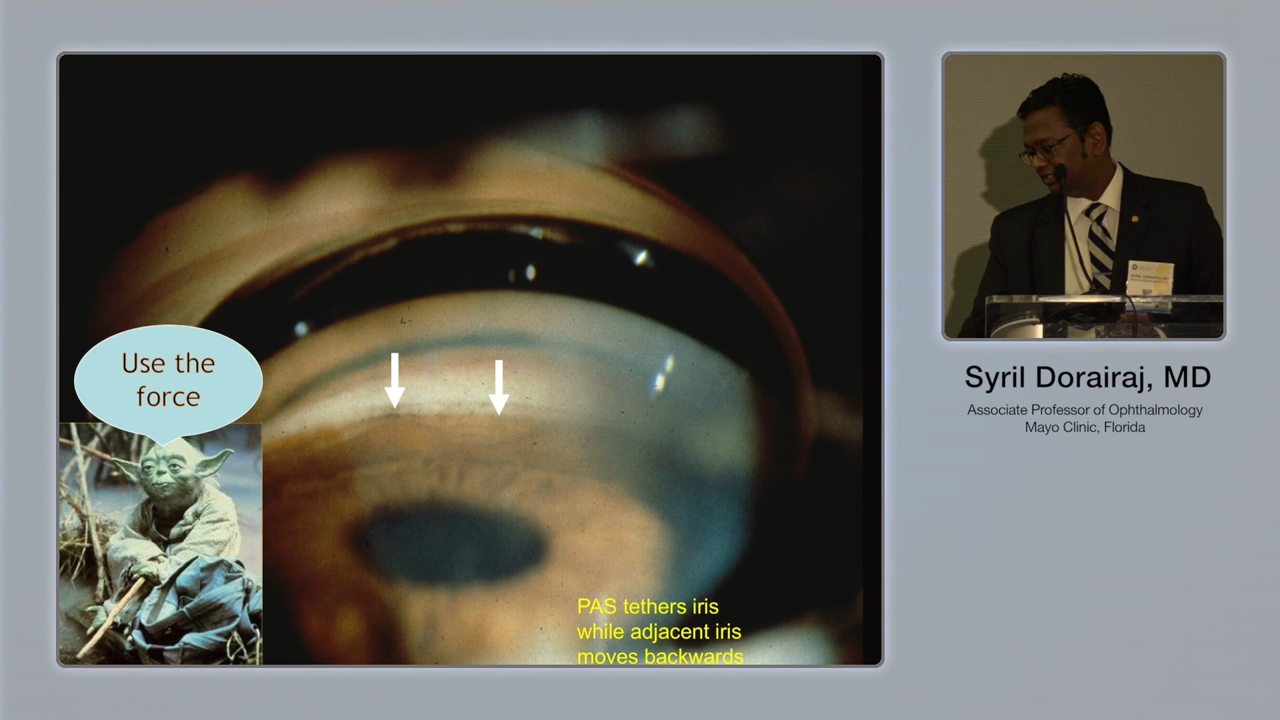 Use the
force
PAS tethers iris
while adjacent iris
moves backwards
Syril Dorairaj, MD
Associate Professor of Ophthalmology
Mayo Clinic, Florida